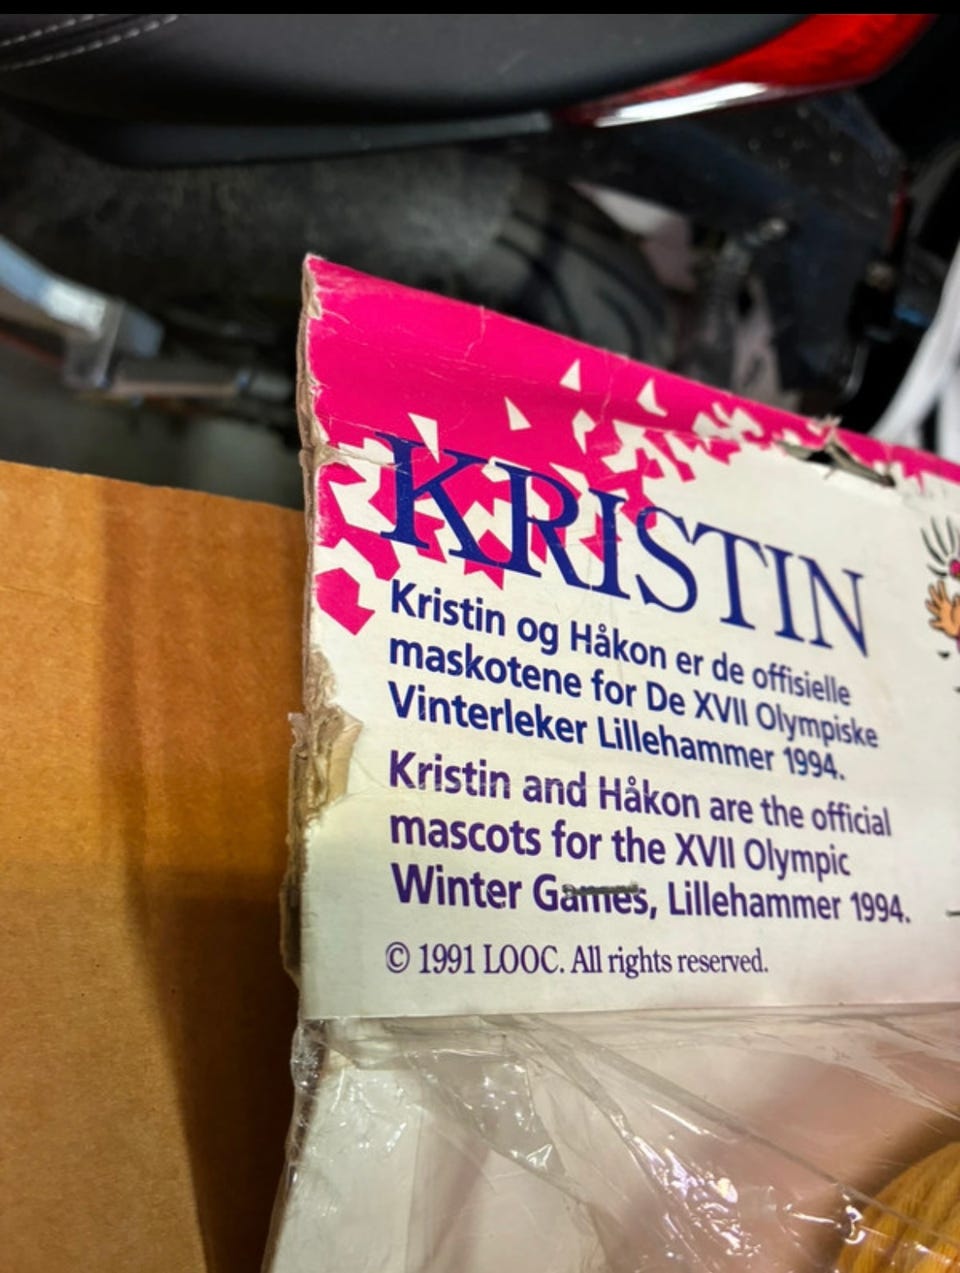 KRISTIN
Kristin og Håkon er de offisielle
maskotene for De XVII Olympiske
Vinterleker Lillehammer 1994.
Kristin and Håkon are the official
mascots for the XVII Olympic
Winter Games, Lillehammer 1994.
© 1991 LOOC. All rights reserved.